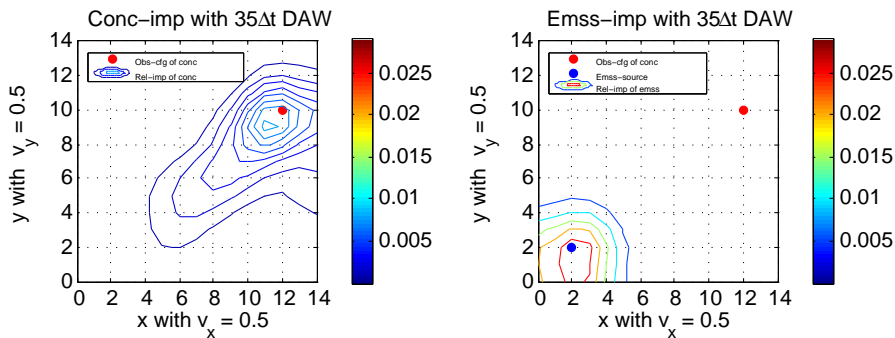 Conc−imp with 35Δt DAW
14
12
10
8
6
4
2
0
0 2 4 6 8 10 12 14
y with v_y = 0.5
x with v_x = 0.5
Obs−cfg of conc
Rel−imp of conc
0.025
0.02
0.015
0.01
0.005
Emss−imp with 35Δt DAW
14
12
10
8
6
4
2
0
0 2 4 6 8 10 12 14
y with v_y = 0.5
x with v_x = 0.5
Obs−cfg of conc
Emss−source
Rel−imp of emss
0.025
0.02
0.015
0.01
0.005